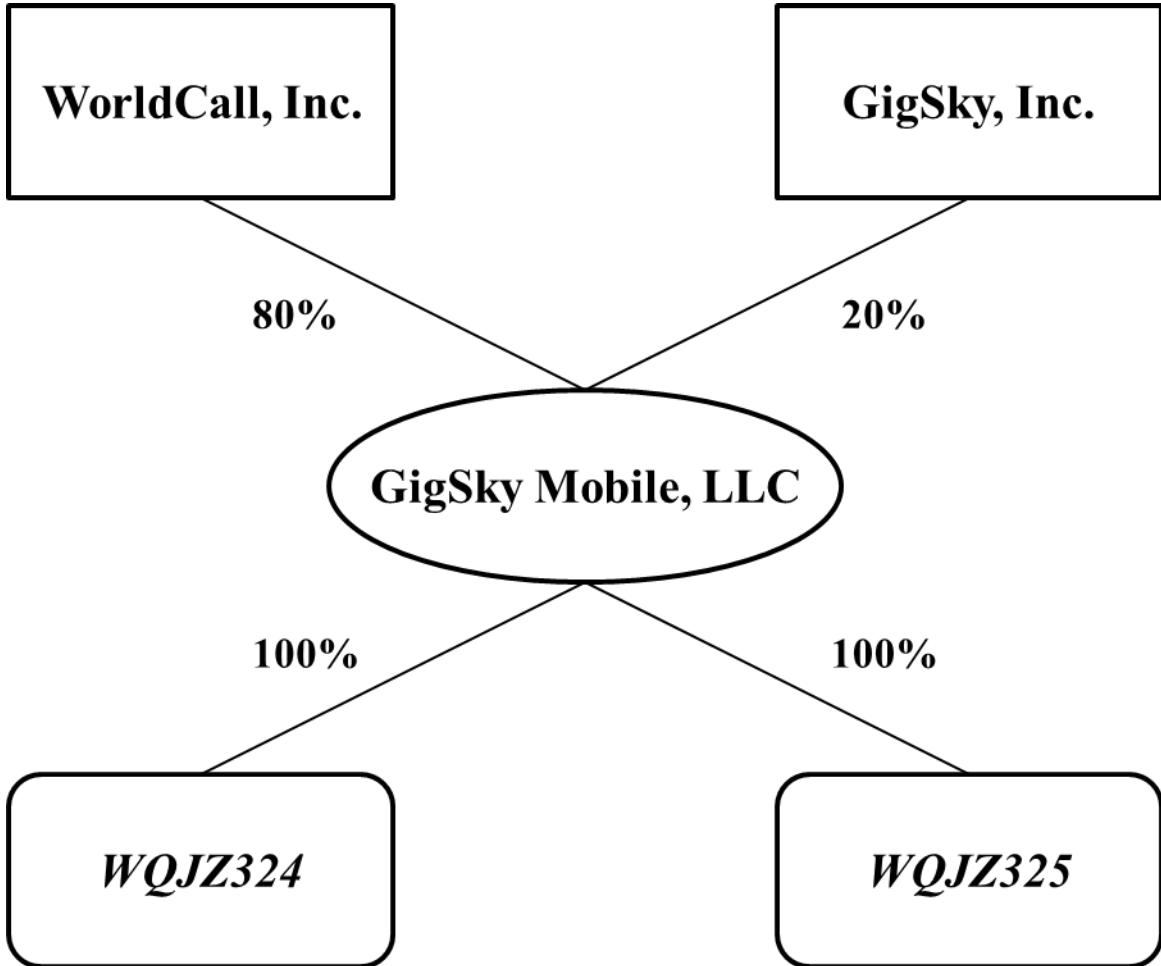 WorldCall, Inc.
GigSky, Inc.
80%
20%
GigSky Mobile, LLC
100%
100%
WQJZ324
WQJZ325